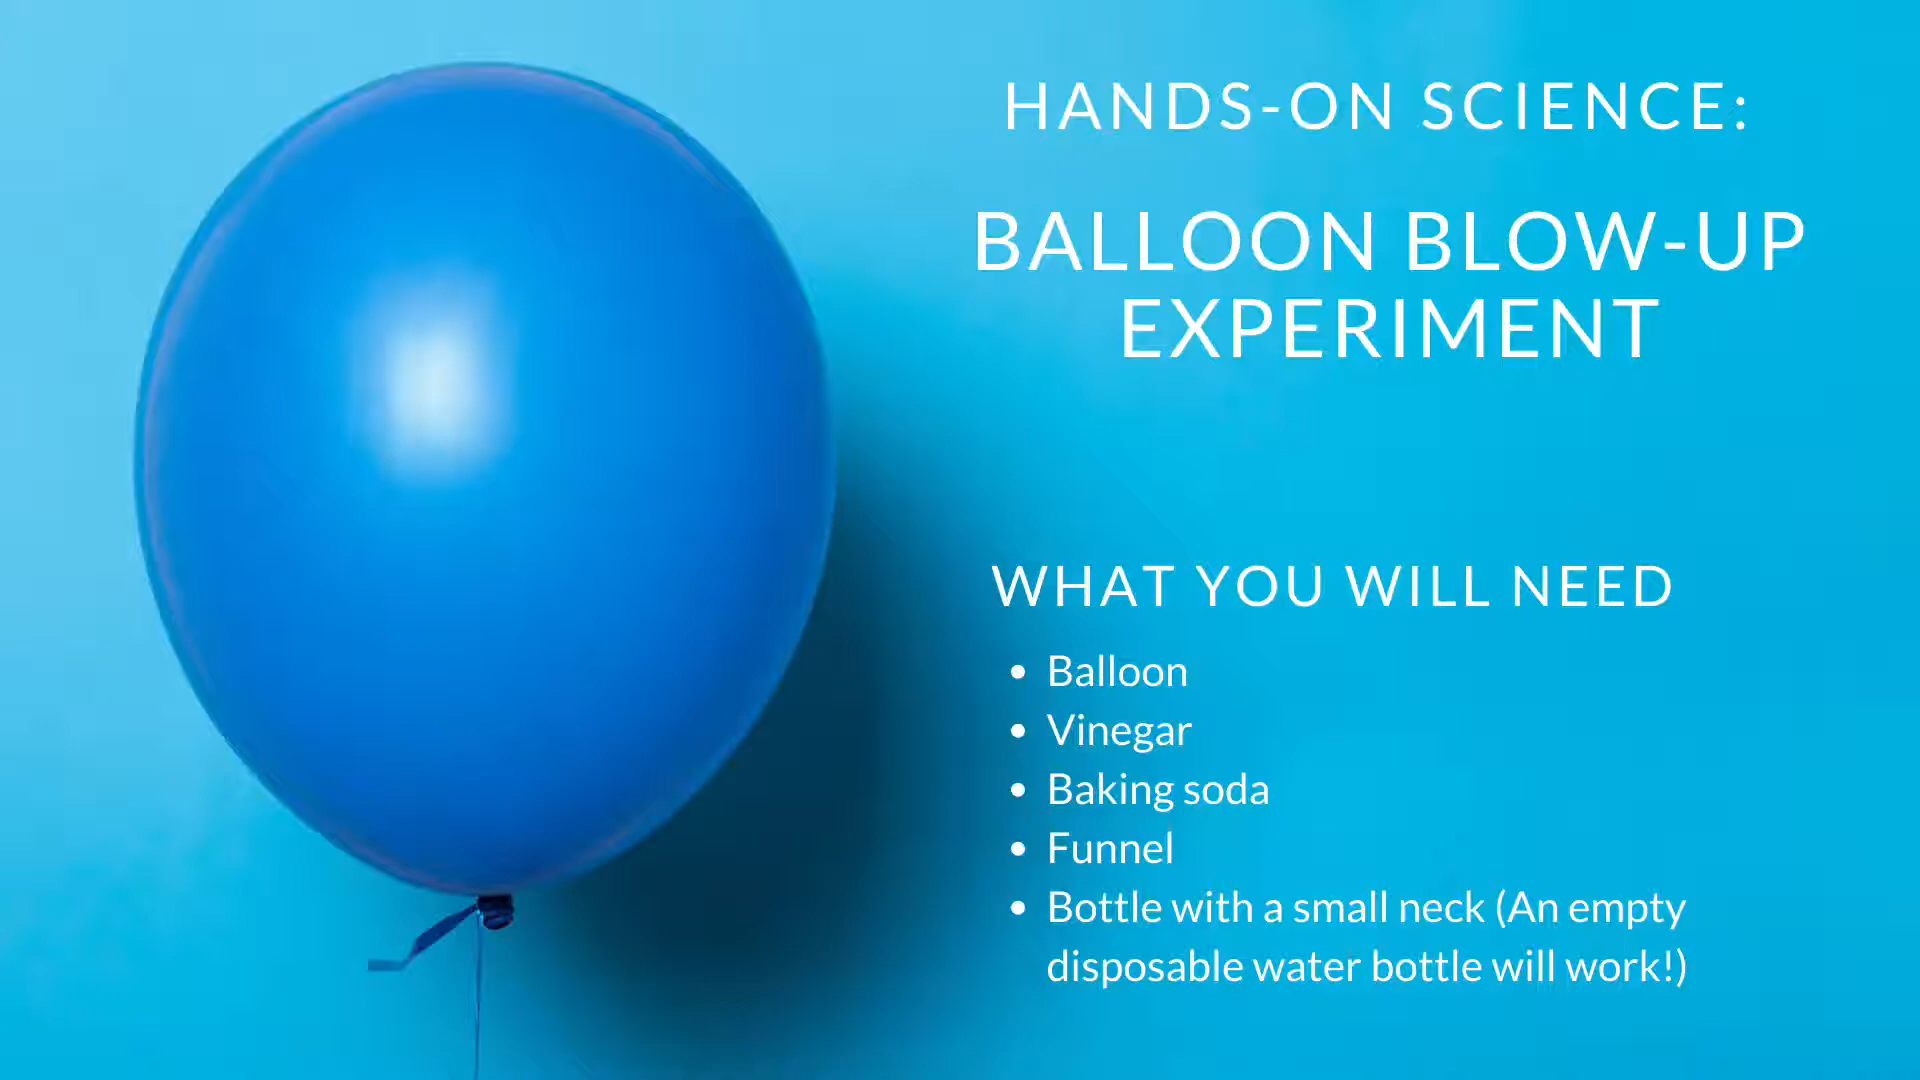 HANDS-ON SCIENCE:
BALLOON BLOW-UP
EXPERIMENT
WHAT YOU WILL NEED
• Balloon
• Vinegar
• Baking soda
• Funnel
• Bottle with a small neck (An empty
disposable water bottle will work!)